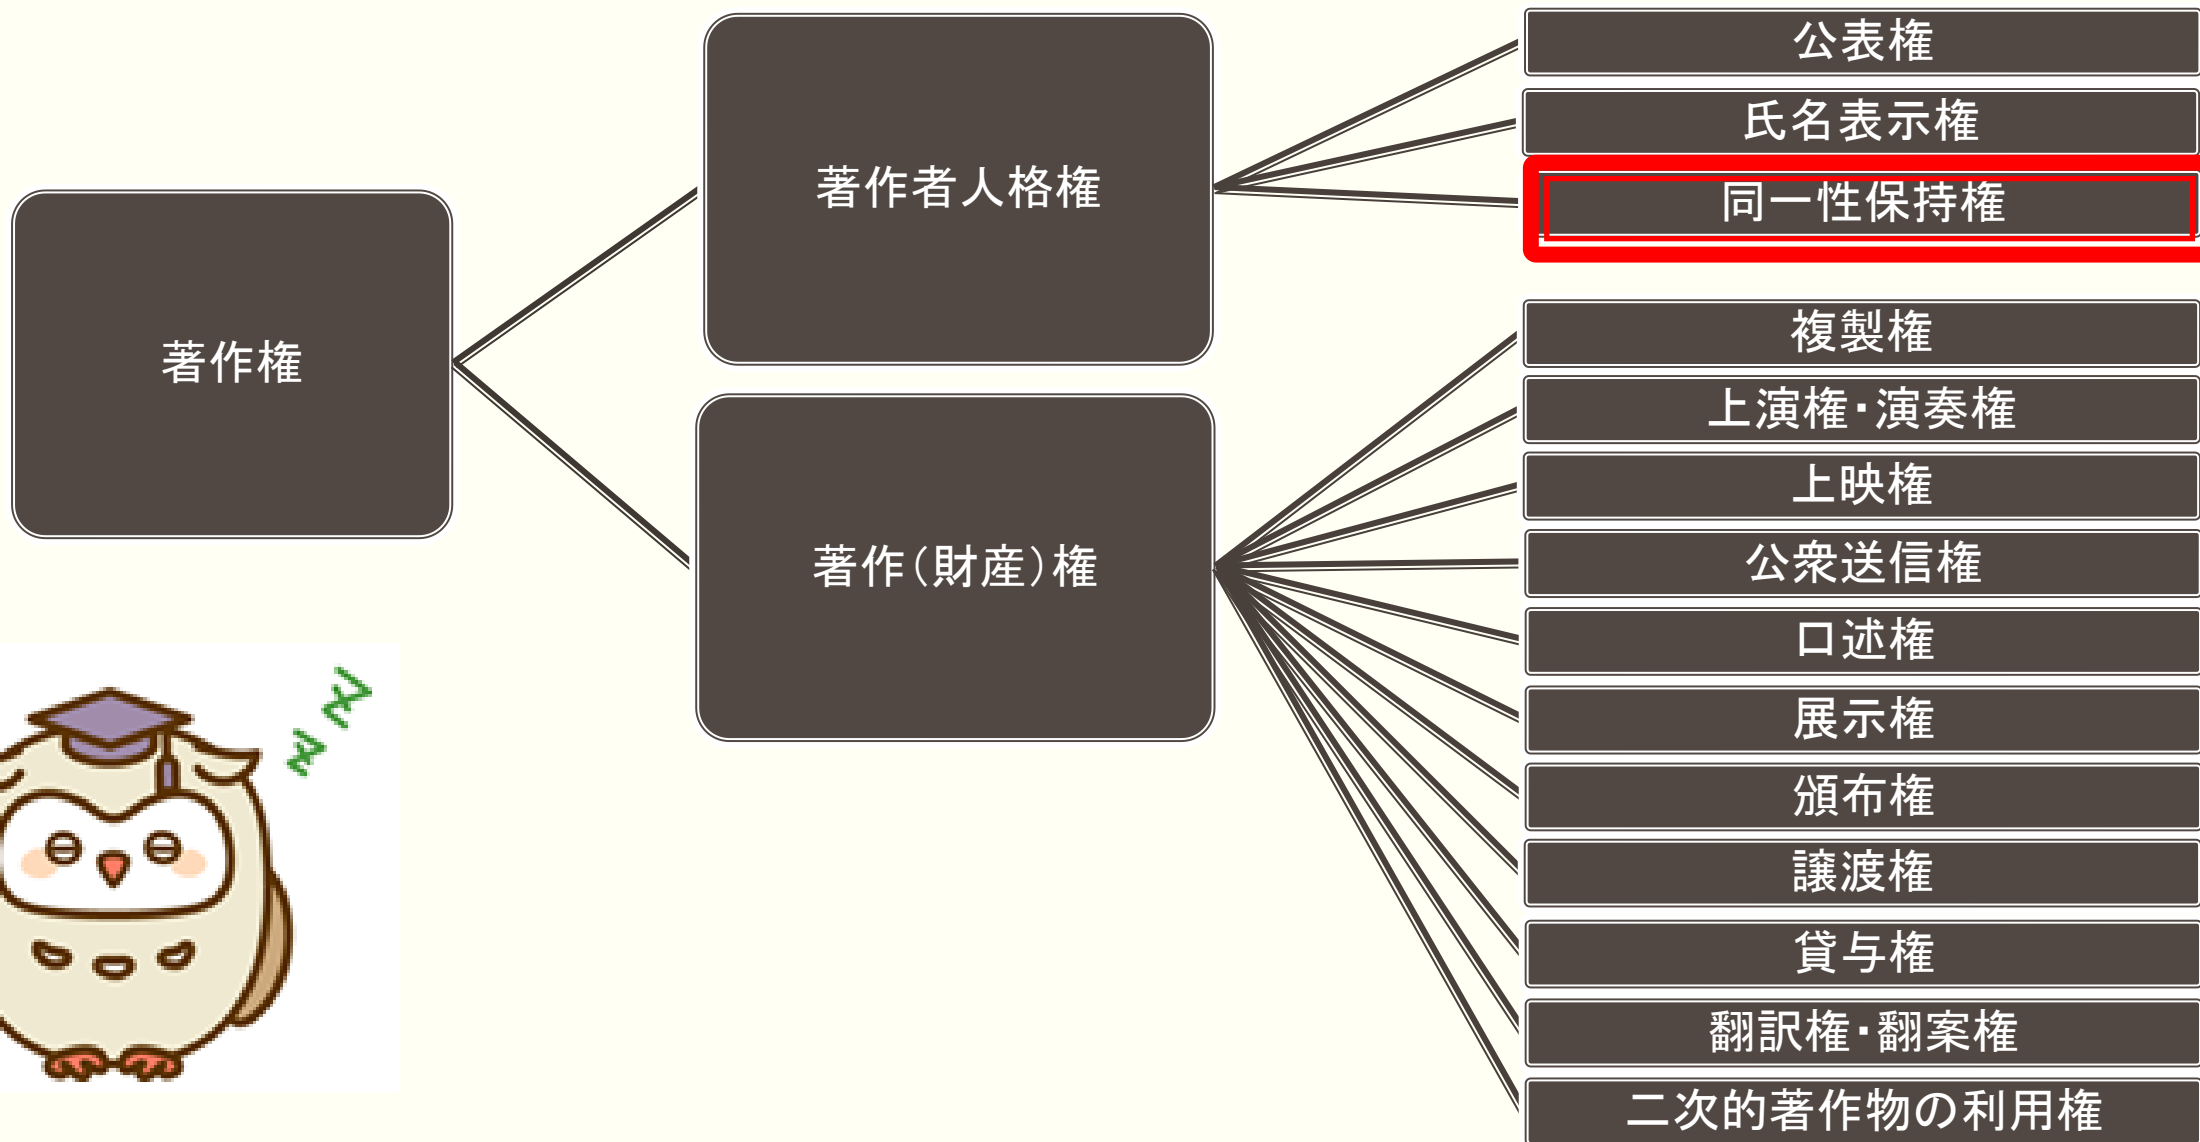 著作権
著作者人格権
公表権
氏名表示権
同一性保持権
著作(財産)権
複製権
上演権・演奏権
上映権
公衆送信権
口述権
展示権
頒布権
譲渡権
貸与権
翻訳権・翻案権
二次的著作物の利用権